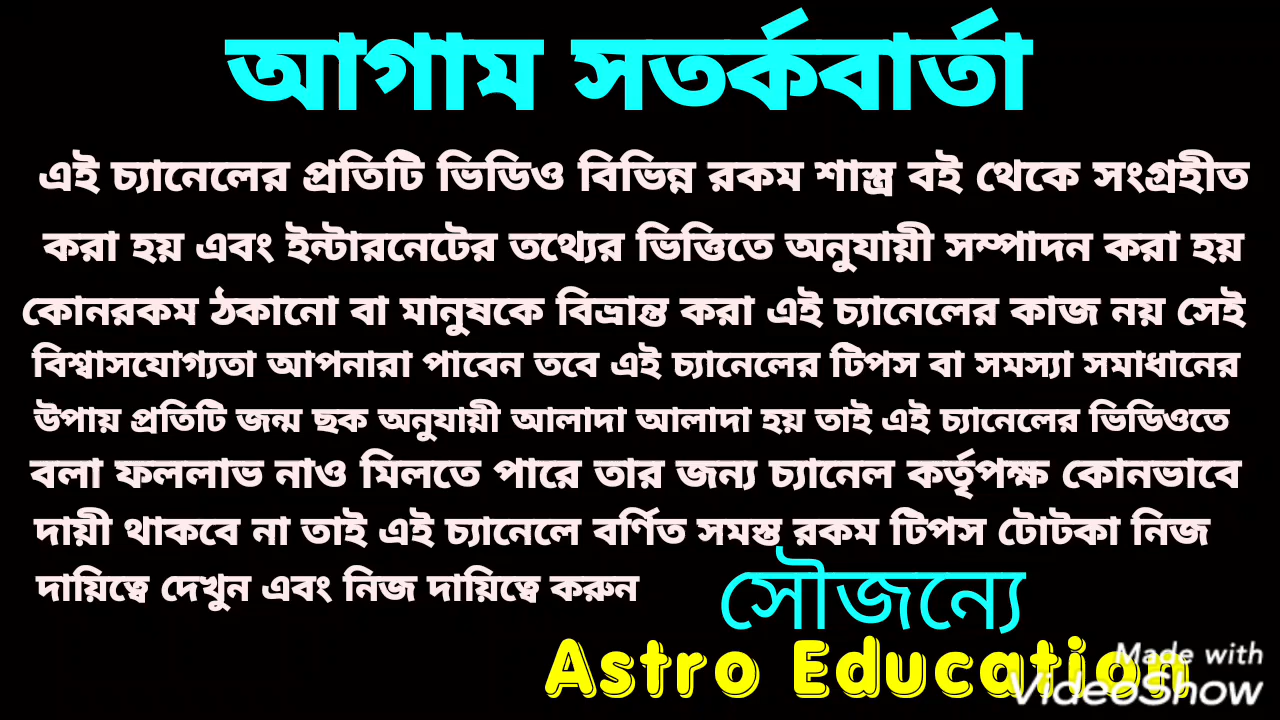 আগাম সতর্কবার্তা
এই চ্যানেলের প্রতিটি ভিডিও বিভিন্ন রকম শাস্ত্র বই থেকে সংগ্রহীত
করা হয় এবং ইন্টারনেটের তথ্যের ভিত্তিতে অনুযায়ী সম্পাদন করা হয়
কোনরকম ঠকানো বা মানুষকে বিভ্রান্ত করা এই চ্যানেলের কাজ নয় সেই
বিশ্বাসযোগ্যতা আপনারা পাবেন তবে এই চ্যানেলের টিপস বা সমস্যা সমাধানের
উপায় প্রতিটি জন্ম ছক অনুযায়ী আলাদা আলাদা হয় তাই এই চ্যানেলের ভিডিওতে
বলা ফললাভ নাও মিলতে পারে তার জন্য চ্যানেল কর্তৃপক্ষ কোনভাবে
দায়ী থাকবে না তাই এই চ্যানেলে বর্ণিত সমস্ত রকম টিপস টোটকা নিজ
দায়িত্বে দেখুন এবং নিজ দায়িত্বে করুন
সৌজন্যে
Astro Education
Made with
VideoShow